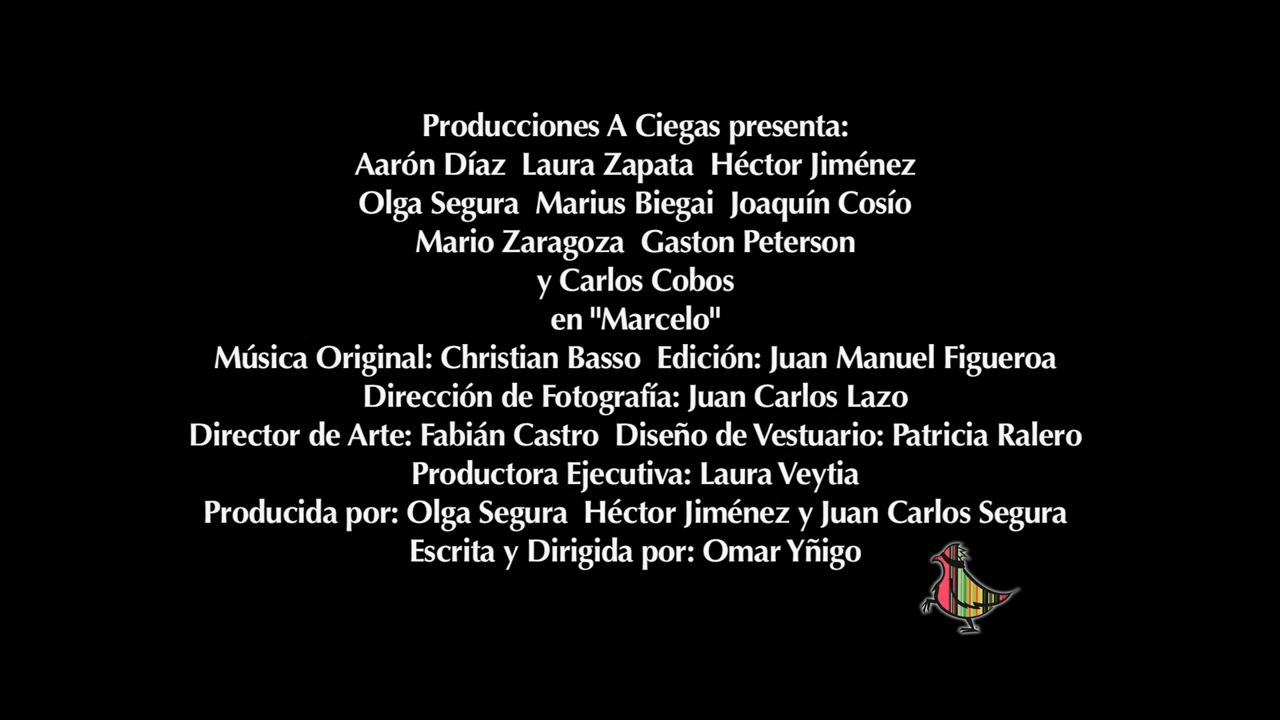 Producciones A Ciegas presenta:
Aarón Díaz Laura Zapata Héctor Jiménez
Olga Segura Marius Biegai Joaquín Cosío
Mario Zaragoza Gaston Peterson
y Carlos Cobos
en "Marcelo"
Música Original: Christian Basso Edición: Juan Manuel Figueroa
Dirección de Fotografía: Juan Carlos Lazo
Director de Arte: Fabián Castro Diseño de Vestuario: Patricia Ralero
Productora Ejecutiva: Laura Veytia
Producida por: Olga Segura Héctor Jiménez y Juan Carlos Segura
Escrita y Dirigida por: Omar Yñigo